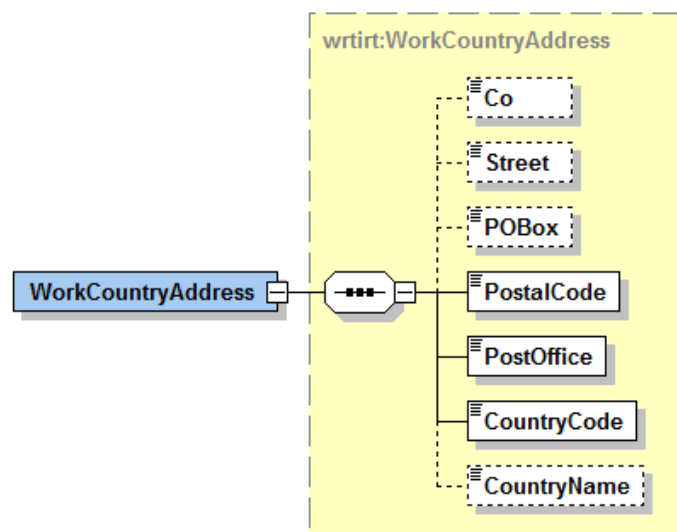 wrtirt:WorkCountryAddress
Co
Street
POBox
WorkCountryAddress
PostalCode
PostOffice
CountryCode
CountryName